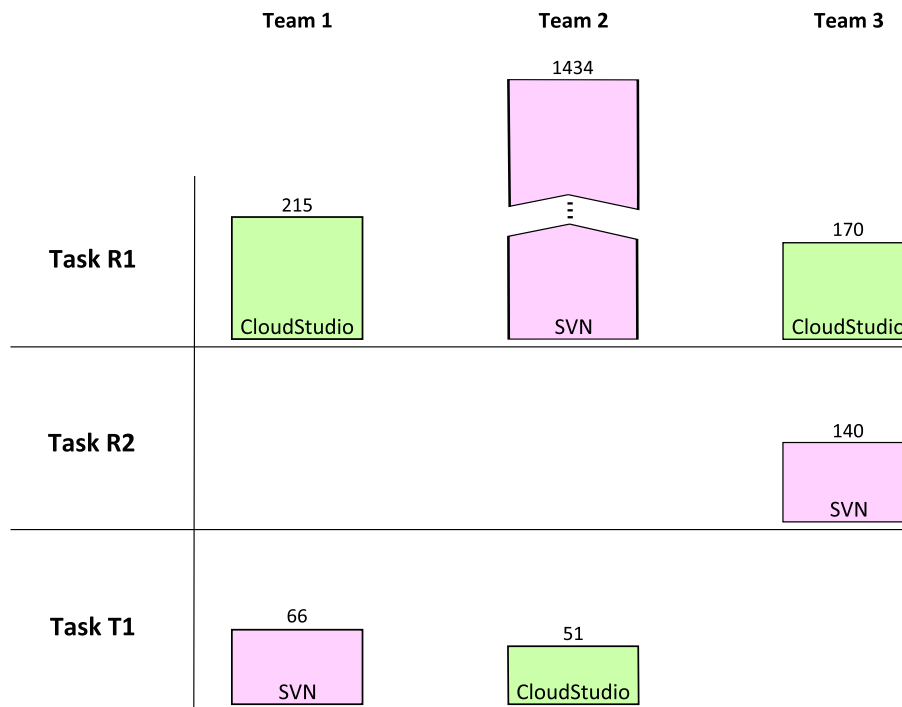 Team 1 Team 2 Team 3
1434
215
170
Task R1
CloudStudio SVN CloudStudio
140
Task R2
SVN
66
51
Task T1
SVN CloudStudio